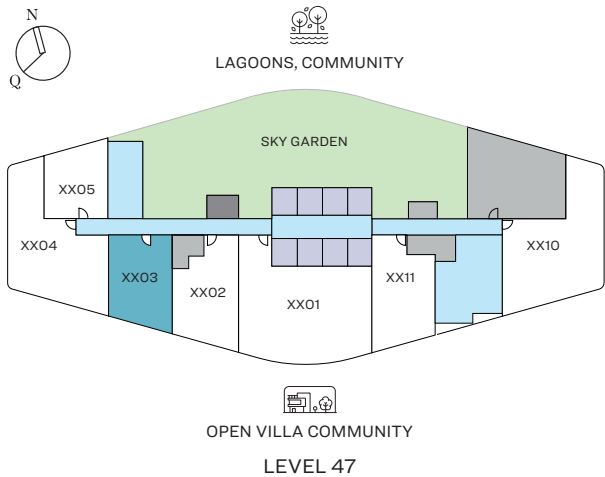 N
Q
LAGOONS, COMMUNITY
SKY GARDEN
XX05
XX04
XX03
XX02
XX01
XX11
XX10
OPEN VILLA COMMUNITY
LEVEL 47